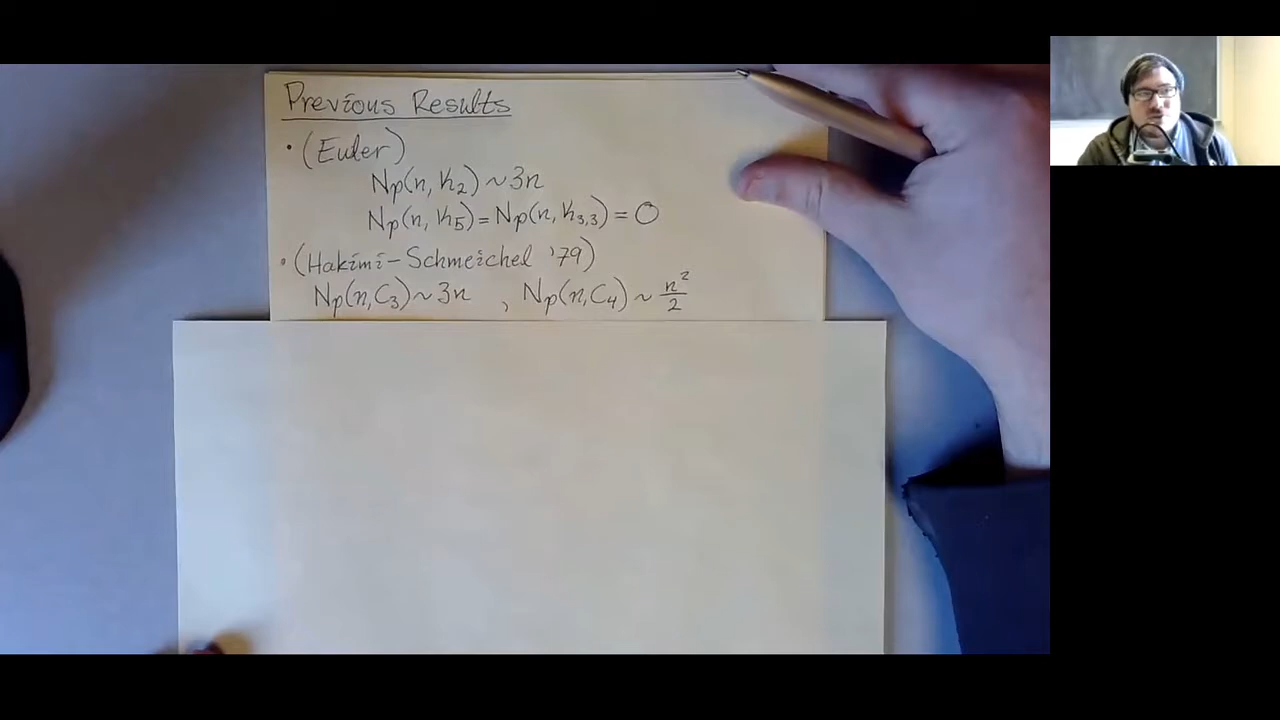 Previous Results
• (Euler)
Np(n, K₂) ~ 3n
Np(n, K₅) = Np(n, K₃,₃) = 0
• (Hakimi-Schmeichel '79)
Np(n, C₃) ~ 3n , Np(n, C₄) ~ n²/2